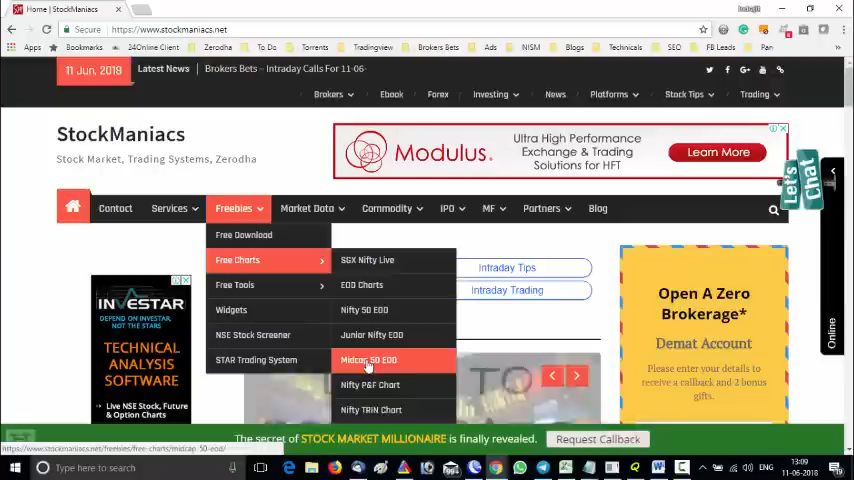 Home | StockManiacs
Indrajit
Secure
https://www.stockmaniacs.net
Apps
Bookmarks
24Online Client
Zerodha
To Do
Torrents
Tradingview
Brokers Bets
Ads
NISM
Blogs
Technicals
SEO
FB Leads
Pan
11 Jun, 2019
Latest News
Brokers Bets – Intraday Calls For 11-06-
Brokers
Ebook
Forex
Investing
News
Platforms
Stock Tips
Trading
StockManiacs
Stock Market, Trading Systems, Zerodha
Modulus.
Ultra High Performance
Exchange & Trading
Solutions for HFT
Learn More
Let's Chat
Contact
Services
Freebies
Market Data
Commodity
IPO
MF
Partners
Blog
Free Download
Free Charts
Free Tools
Widgets
NSE Stock Screener
STAR Trading System
SGX Nifty Live
EOD Charts
Nifty 50 EOD
Junior Nifty EOD
Midcap 50 EOD
Nifty P&F Chart
Nifty TRIN Chart
Intraday Tips
Intraday Trading
INVESTAR
DEPEND ON INVESTAR, NOT THE STARS
TECHNICAL
ANALYSIS
SOFTWARE
Live NSE Stock, Future
& Option Charts
TO
Open A Zero
Brokerage*
Demat Account
Please enter your details to
receive a callback and 2 bonus
gifts.
Online
The secret of STOCK MARKET MILLIONAIRE is finally revealed.
Request Callback
https://www.stockmaniacs.net/freebies/free-charts/midcap-50-eod/
Type here to search
ENG
13:09
11-06-2018